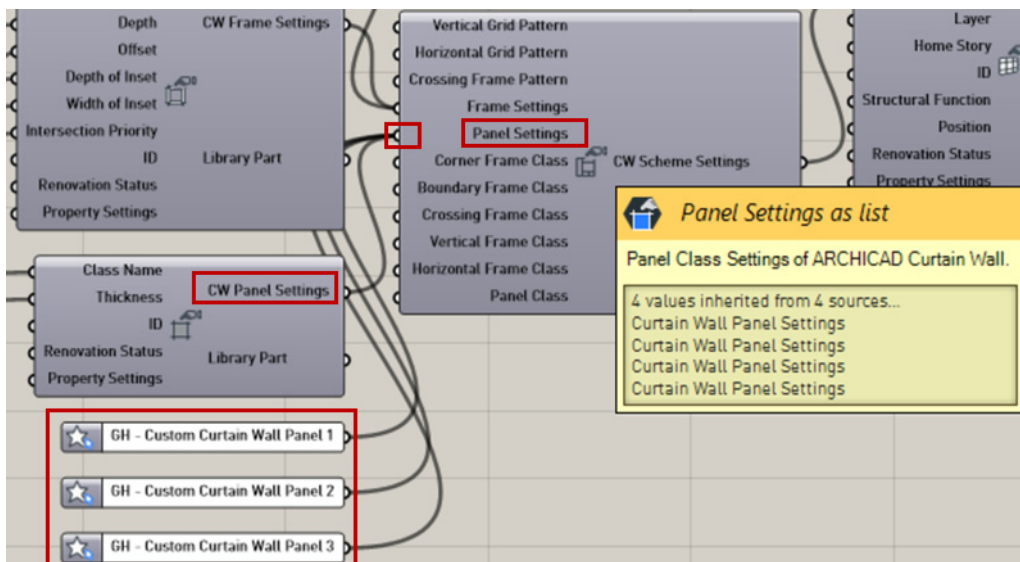 Depth
CW Frame Settings
Offset
Depth of Inset
Width of Inset
Intersection Priority
ID
Library Part
Renovation Status
Property Settings
Vertical Grid Pattern
Horizontal Grid Pattern
Crossing Frame Pattern
Frame Settings
Panel Settings
Corner Frame Class
CW Scheme Settings
Boundary Frame Class
Crossing Frame Class
Vertical Frame Class
Horizontal Frame Class
Panel Class
Layer
Home Story
ID
Structural Function
Position
Renovation Status
Property Settings
Panel Settings as list
Panel Class Settings of ARCHICAD Curtain Wall.
4 values inherited from 4 sources...
Curtain Wall Panel Settings
Curtain Wall Panel Settings
Curtain Wall Panel Settings
Curtain Wall Panel Settings
Class Name
CW Panel Settings
Thickness
ID
Renovation Status
Library Part
Property Settings
GH - Custom Curtain Wall Panel 1
GH - Custom Curtain Wall Panel 2
GH - Custom Curtain Wall Panel 3